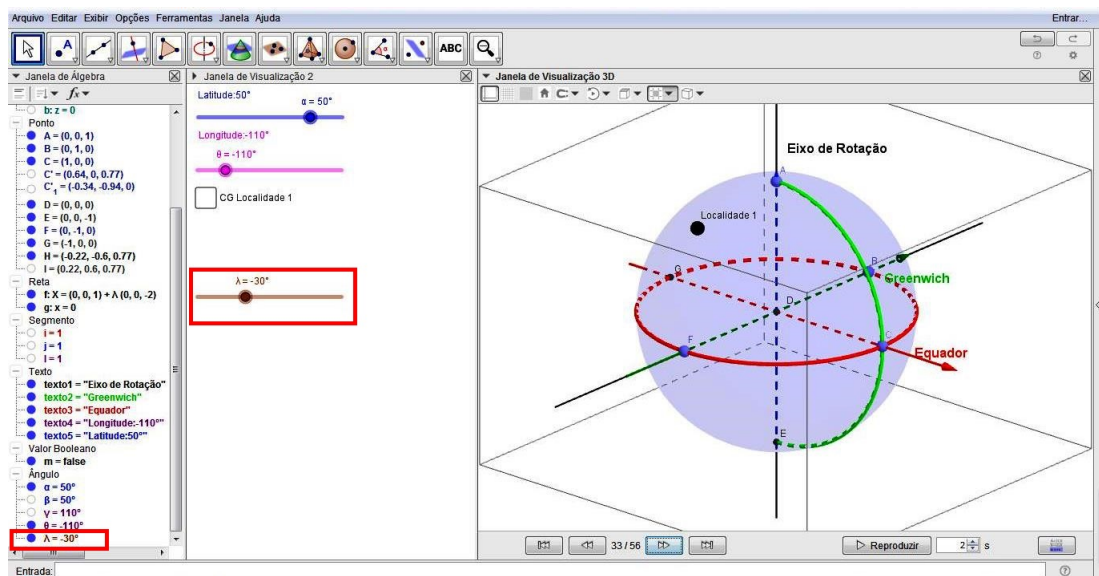 Arquivo Editar Exibir Opções Ferramentas Janela Ajuda
Entrar...
ABC
Janela de Álgebra
Janela de Visualização 2
Janela de Visualização 3D
b: z = 0
Ponto
A = (0, 0, 1)
B = (0, 1, 0)
C = (1, 0, 0)
C' = (0.64, 0, 0.77)
C'₁ = (-0.34, -0.94, 0)
D = (0, 0, 0)
E = (0, 0, -1)
F = (0, -1, 0)
G = (-1, 0, 0)
H = (-0.22, -0.6, 0.77)
I = (0.22, 0.6, 0.77)
Reta
f: X = (0, 0, 1) + λ (0, 0, -2)
g: x = 0
Segmento
i = 1
j = 1
l = 1
Texto
texto1 = "Eixo de Rotação"
texto2 = "Greenwich"
texto3 = "Equador"
texto4 = "Longitude:-110°"
texto5 = "Latitude:50°"
Valor Booleano
m = false
Ângulo
α = 50°
β = 50°
γ = 110°
θ = -110°
λ = -30°
Latitude:50°
α = 50°
Longitude:-110°
θ = -110°
CG Localidade 1
λ = -30°
Eixo de Rotação
A
Localidade 1
G
B
Greenwich
D
F
C
Equador
E
33 / 56
Reproduzir
2
s
Entrada: